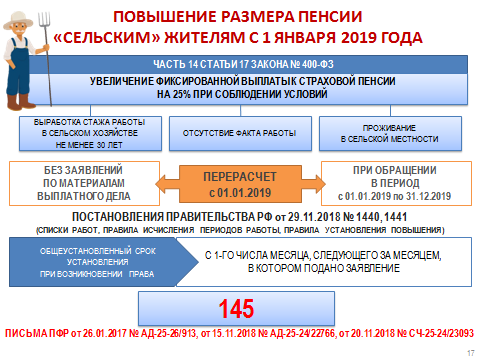 ПОВЫШЕНИЕ РАЗМЕРА ПЕНСИИ
«СЕЛЬСКИМ» ЖИТЕЛЯМ С 1 ЯНВАРЯ 2019 ГОДА
ЧАСТЬ 14 СТАТЬИ 17 ЗАКОНА № 400-ФЗ
УВЕЛИЧЕНИЕ ФИКСИРОВАННОЙ ВЫПЛАТЫ К СТРАХОВОЙ ПЕНСИИ
НА 25% ПРИ СОБЛЮДЕНИИ УСЛОВИЙ
ВЫРАБОТКА СТАЖА РАБОТЫ
В СЕЛЬСКОМ ХОЗЯЙСТВЕ
НЕ МЕНЕЕ 30 ЛЕТ
ОТСУТСТВИЕ ФАКТА РАБОТЫ
ПРОЖИВАНИЕ
В СЕЛЬСКОЙ МЕСТНОСТИ
БЕЗ ЗАЯВЛЕНИЙ
ПО МАТЕРИАЛАМ
ВЫПЛАТНОГО ДЕЛА
ПЕРЕРАСЧЕТ
с 01.01.2019
ПРИ ОБРАЩЕНИИ
В ПЕРИОД
с 01.01.2019 по 31.12.2019
ПОСТАНОВЛЕНИЯ ПРАВИТЕЛЬСТВА РФ от 29.11.2018 № 1440, 1441
(СПИСКИ РАБОТ, ПРАВИЛА ИСЧИСЛЕНИЯ ПЕРИОДОВ РАБОТЫ, ПРАВИЛА УСТАНОВЛЕНИЯ ПОВЫШЕНИЯ)
ОБЩЕУСТАНОВЛЕННЫЙ СРОК
УСТАНОВЛЕНИЯ
ПРИ ВОЗНИКНОВЕНИИ ПРАВА
С 1-ГО ЧИСЛА МЕСЯЦА, СЛЕДУЮЩЕГО ЗА МЕСЯЦЕМ,
В КОТОРОМ ПОДАНО ЗАЯВЛЕНИЕ
145
ПИСЬМА ПФР от 26.01.2017 № АД-25-26/913, от 15.11.2018 № АД-25-24/22766, от 20.11.2018 № СЧ-25-24/23093
17